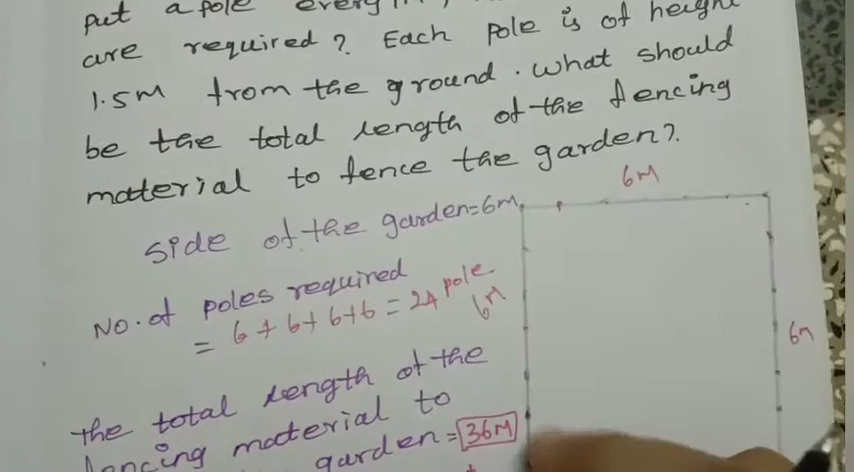 put a pole every 1m,
are required? Each pole is of height
1.5M from the ground. what should
be the total length of the fencing
material to fence the garden?
6M
side of the garden=6m
No. of poles required
= 6+6+6+6 = 24 pole
6m
6m
the total length of the
fencing material to
garden = 36M